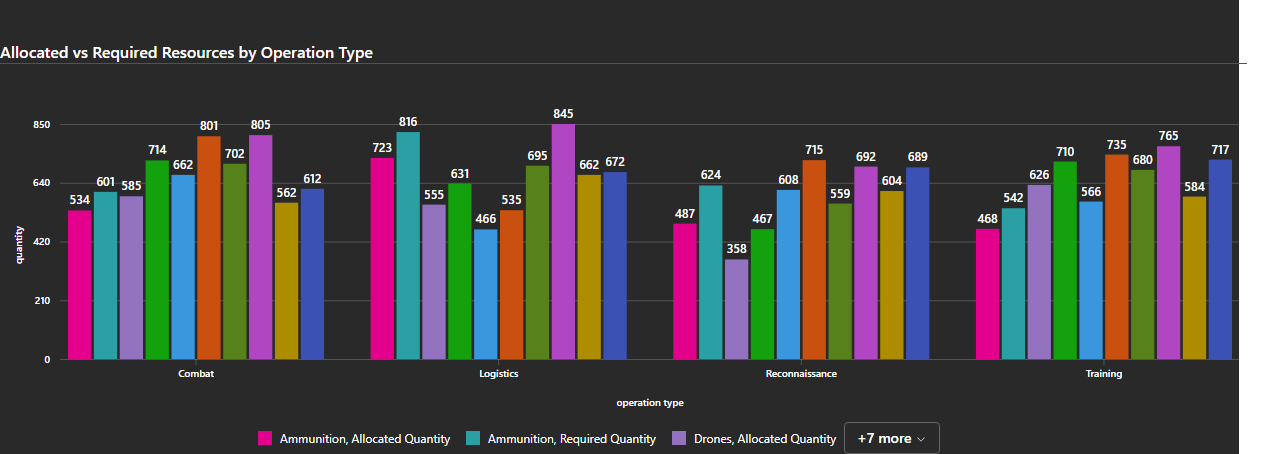 Allocated vs Required Resources by Operation Type
850
640
420
210
0
quantity
534 601 585 714 662 801 702 805 562 612
723 816 555 631 466 535 695 845 662 672
487 624 358 467 608 715 559 692 604 689
468 542 626 710 566 735 680 765 584 717
Combat Logistics Reconnaissance Training
operation type
Ammunition, Allocated Quantity Ammunition, Required Quantity Drones, Allocated Quantity +7 more